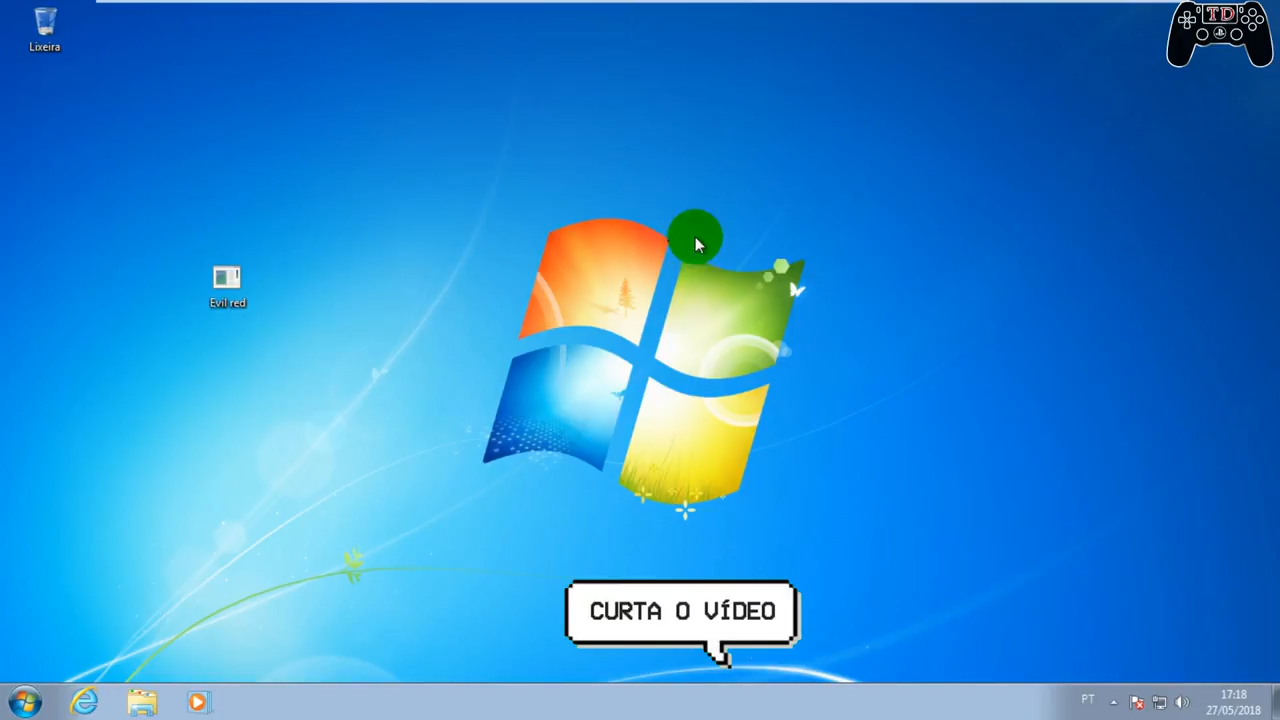 TD
Lixeira
Evil red
CURTA O VÍDEO
PT
17:18
27/05/2018